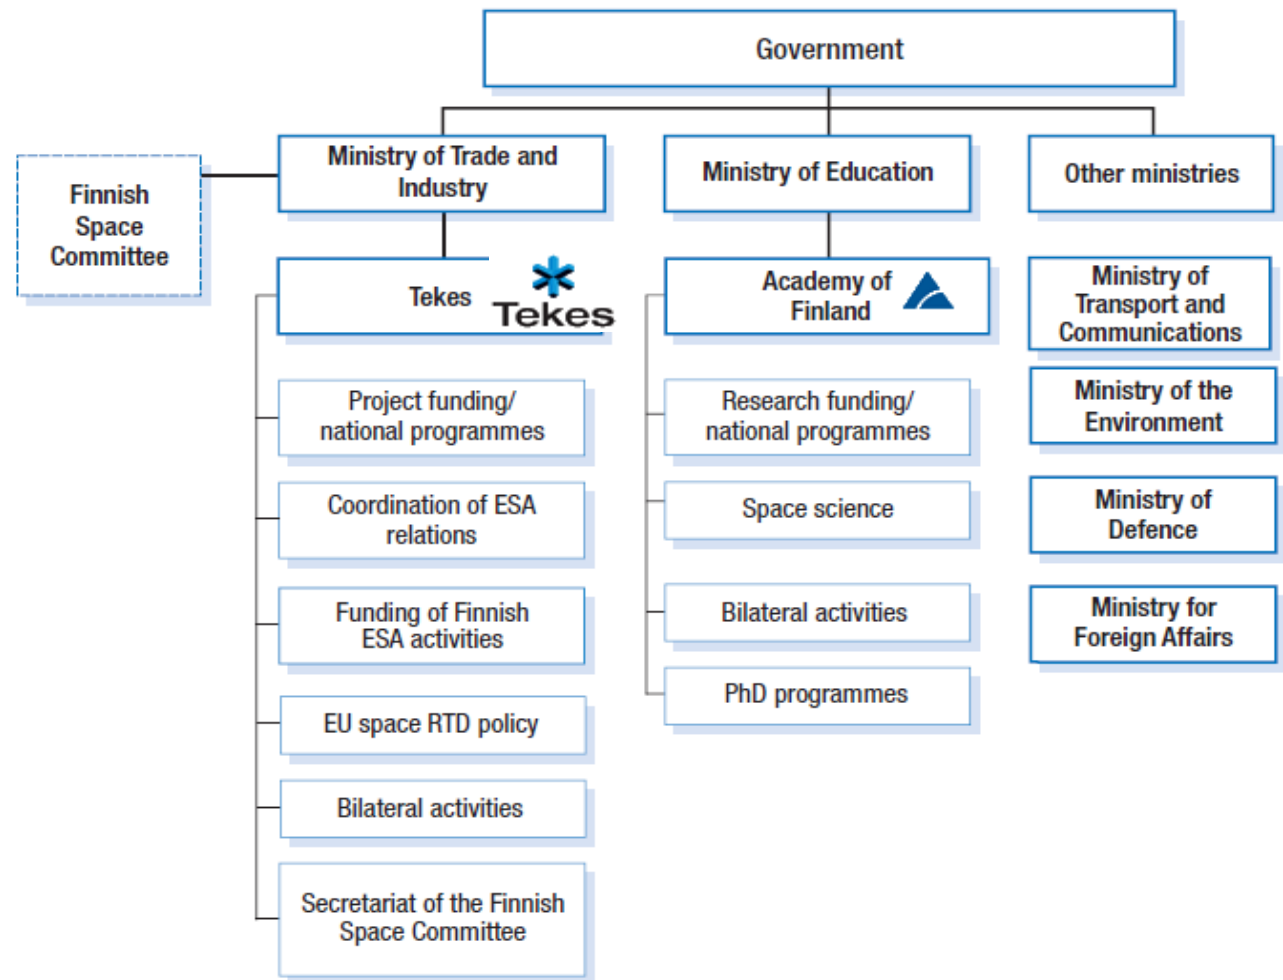 Government
Ministry of Trade and
Industry
Ministry of Education
Other ministries
Finnish
Space
Committee
Tekes
Tekes
Academy of
Finland
Ministry of
Transport and
Communications
Project funding/
national programmes
Research funding/
national programmes
Ministry of the
Environment
Coordination of ESA
relations
Space science
Ministry of
Defence
Funding of Finnish
ESA activities
Bilateral activities
Ministry for
Foreign Affairs
EU space RTD policy
PhD programmes
Bilateral activities
Secretariat of the Finnish
Space Committee